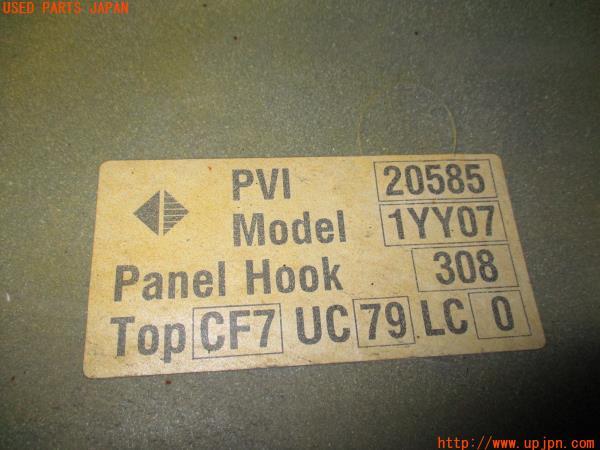 USED PARTS JAPAN
PVI 20585
Model 1YY07
Panel Hook 308
Top CF7 UC 79 LC 0
http://www.upjpn.com